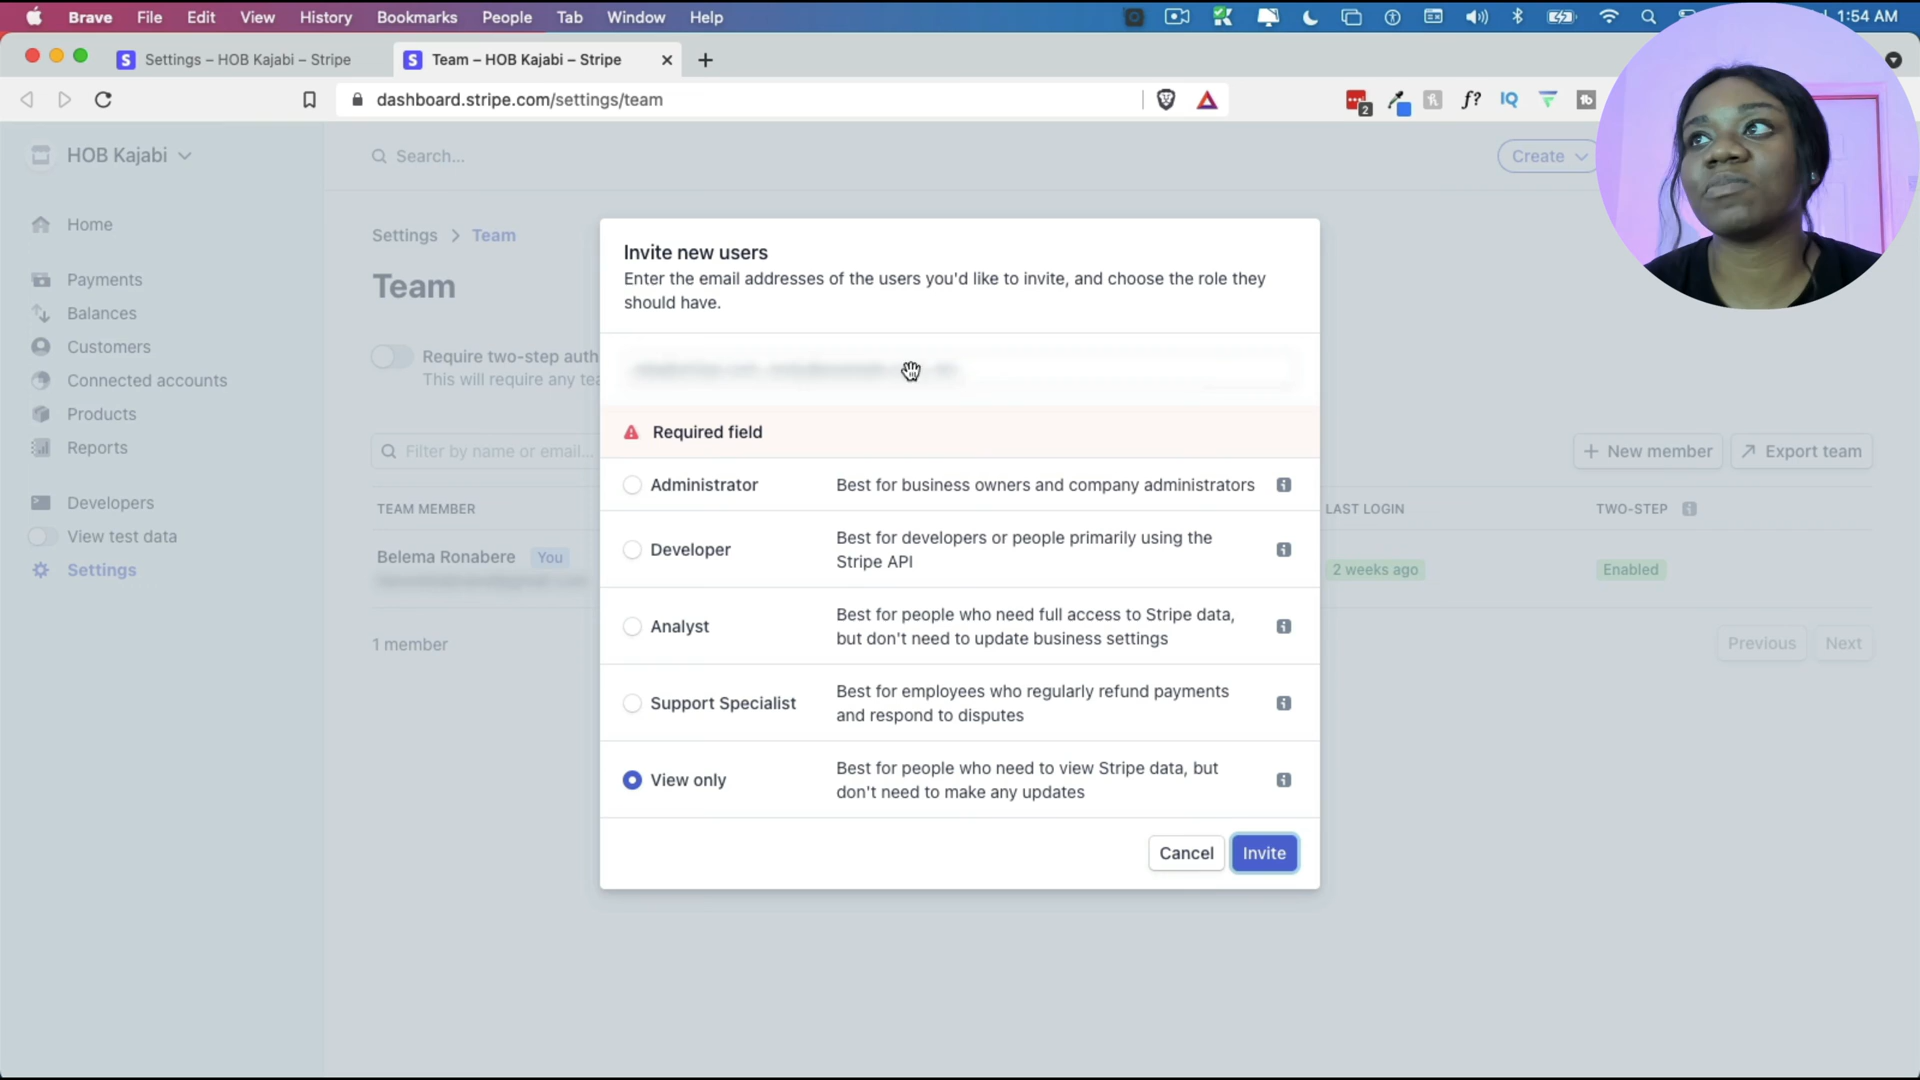 Brave File Edit View History Bookmarks People Tab Window Help
1:54 AM
Settings – HOB Kajabi – Stripe
Team – HOB Kajabi – Stripe
dashboard.stripe.com/settings/team
2
f?
IQ
tb
HOB Kajabi
Search...
Create
Home
Payments
Balances
Customers
Connected accounts
Products
Reports
Developers
View test data
Settings
Settings > Team
Team
Require two-step auth
This will require any tea
Filter by name or email...
+ New member
Export team
TEAM MEMBER
LAST LOGIN
TWO-STEP
Belema Ronabere You
2 weeks ago
Enabled
1 member
Previous
Next
Invite new users
Enter the email addresses of the users you'd like to invite, and choose the role they
should have.
Required field
Administrator
Best for business owners and company administrators
Developer
Best for developers or people primarily using the
Stripe API
Analyst
Best for people who need full access to Stripe data,
but don't need to update business settings
Support Specialist
Best for employees who regularly refund payments
and respond to disputes
View only
Best for people who need to view Stripe data, but
don't need to make any updates
Cancel
Invite